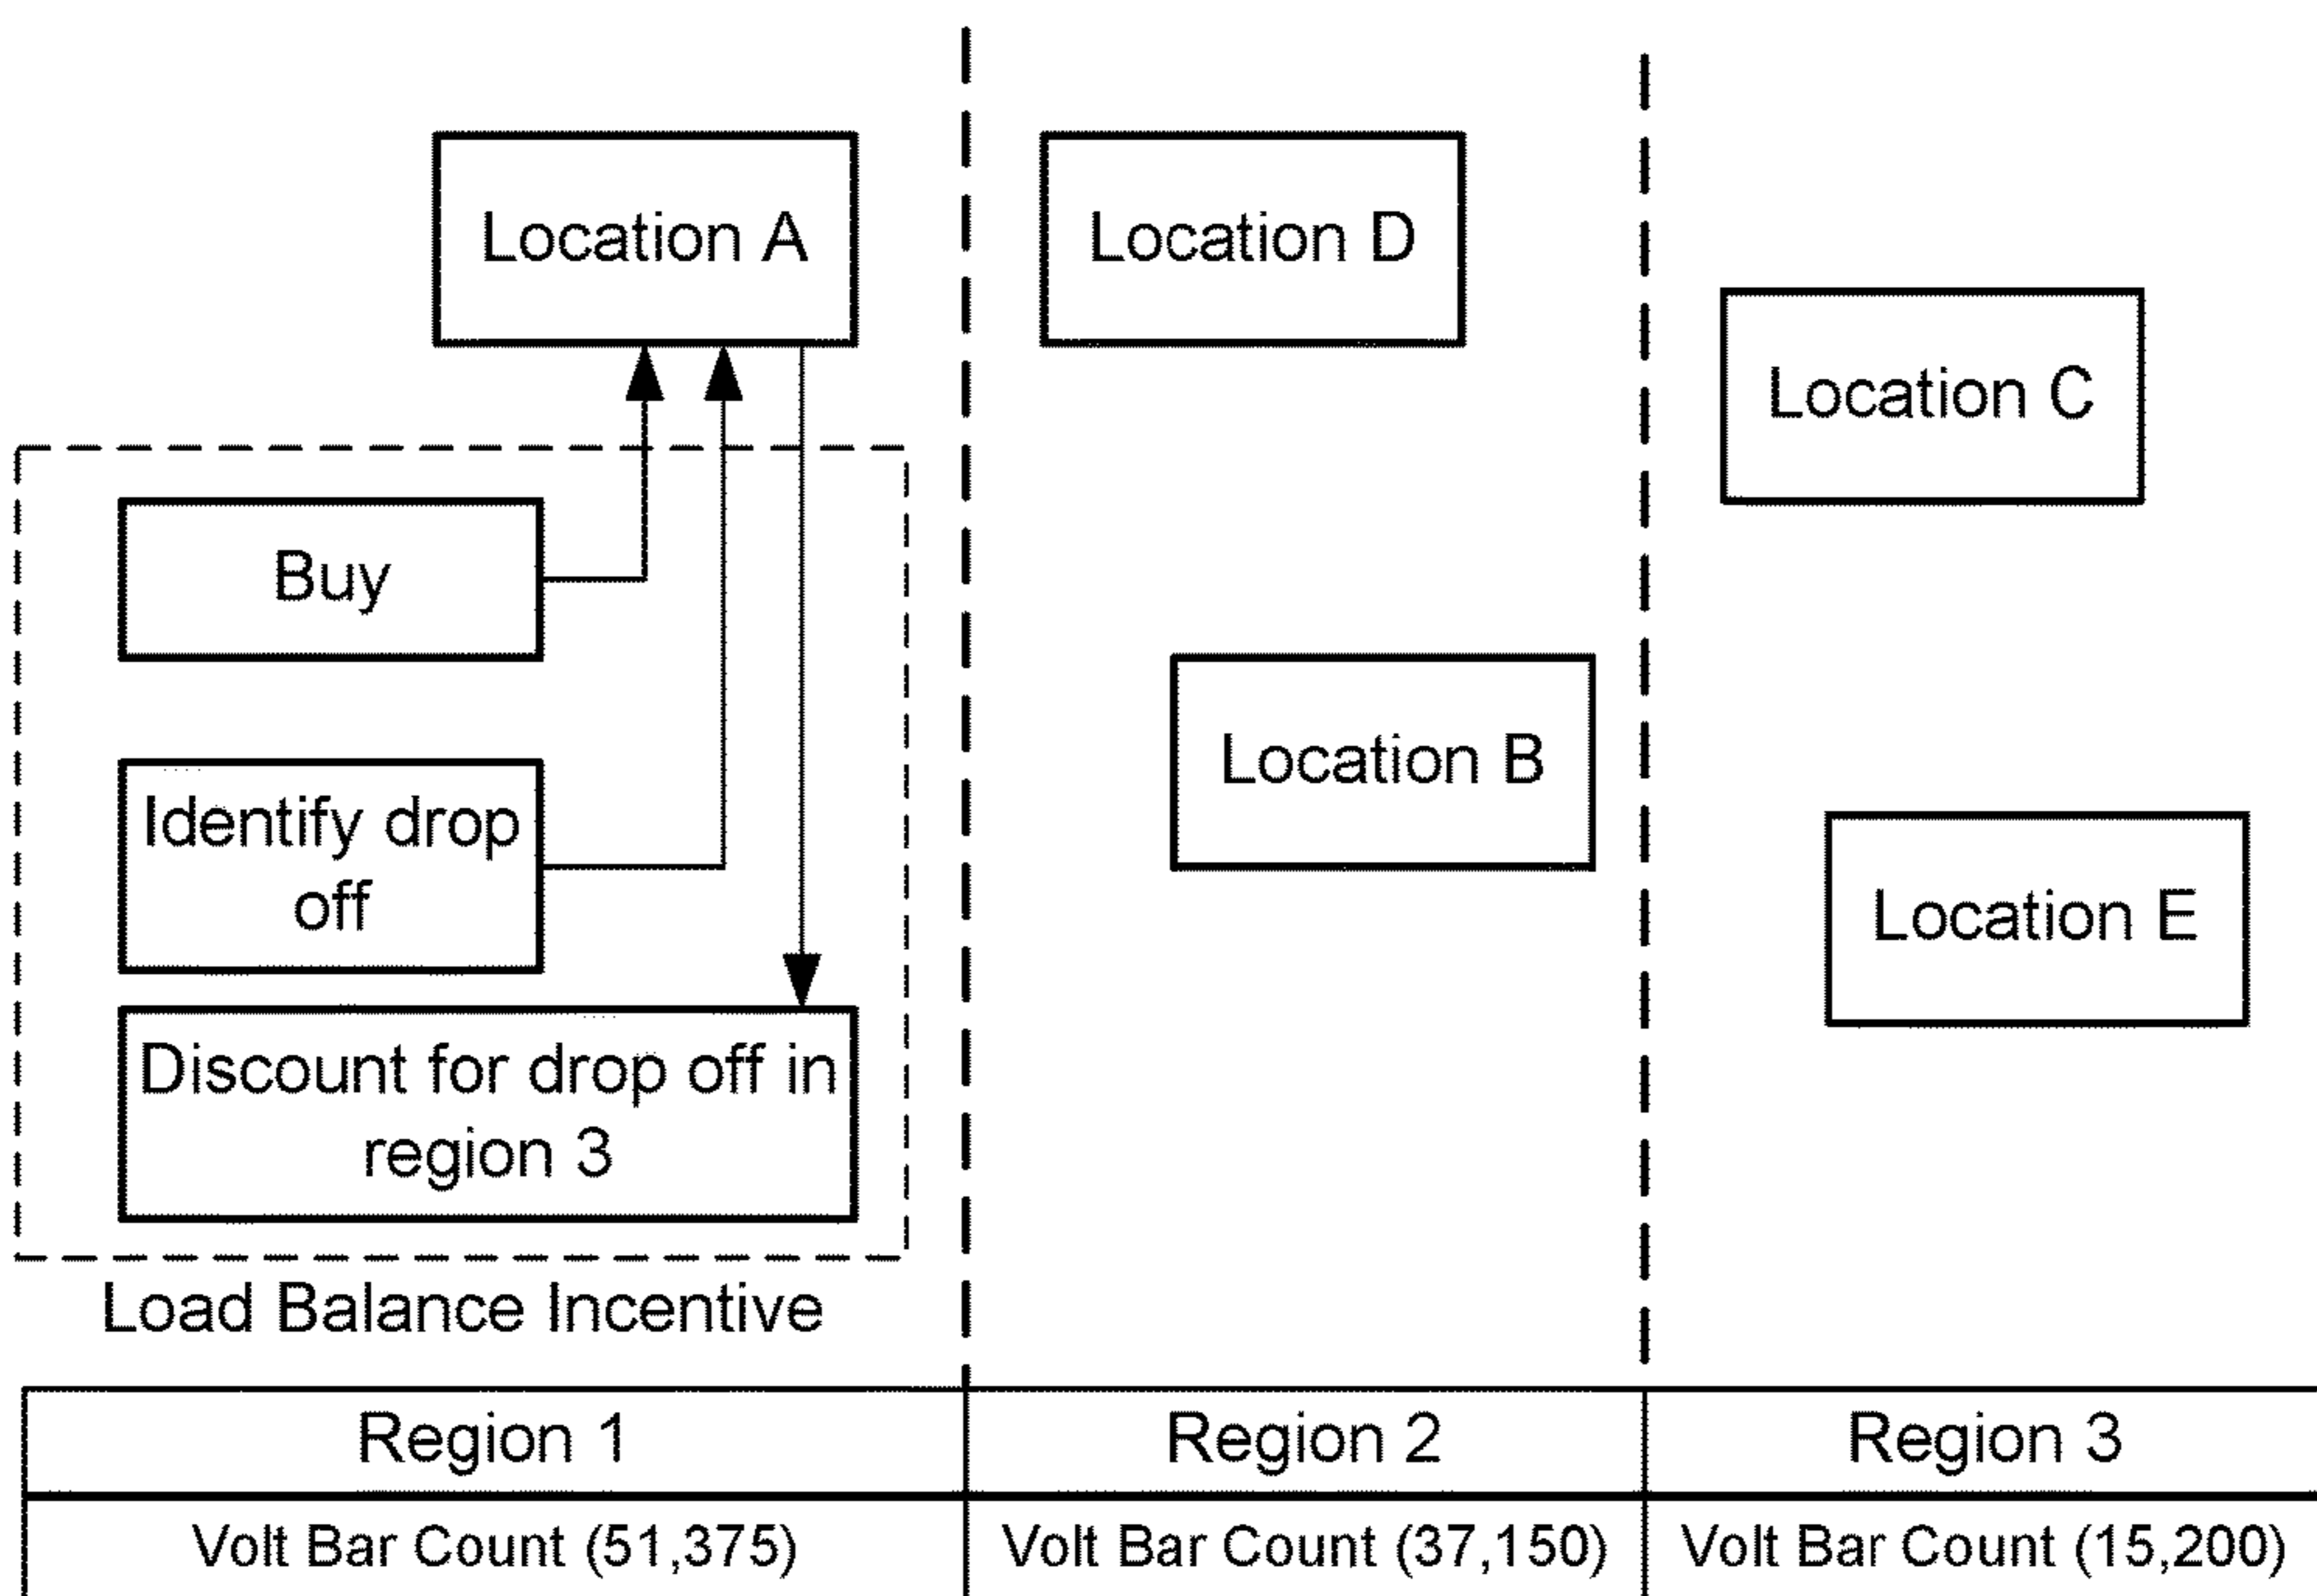 Location A
Location D
Location C
Buy
Location B
Identify drop
off
Location E
Discount for drop off in
region 3
Load Balance Incentive
Region 1
Region 2
Region 3
Volt Bar Count (51,375)
Volt Bar Count (37,150)
Volt Bar Count (15,200)